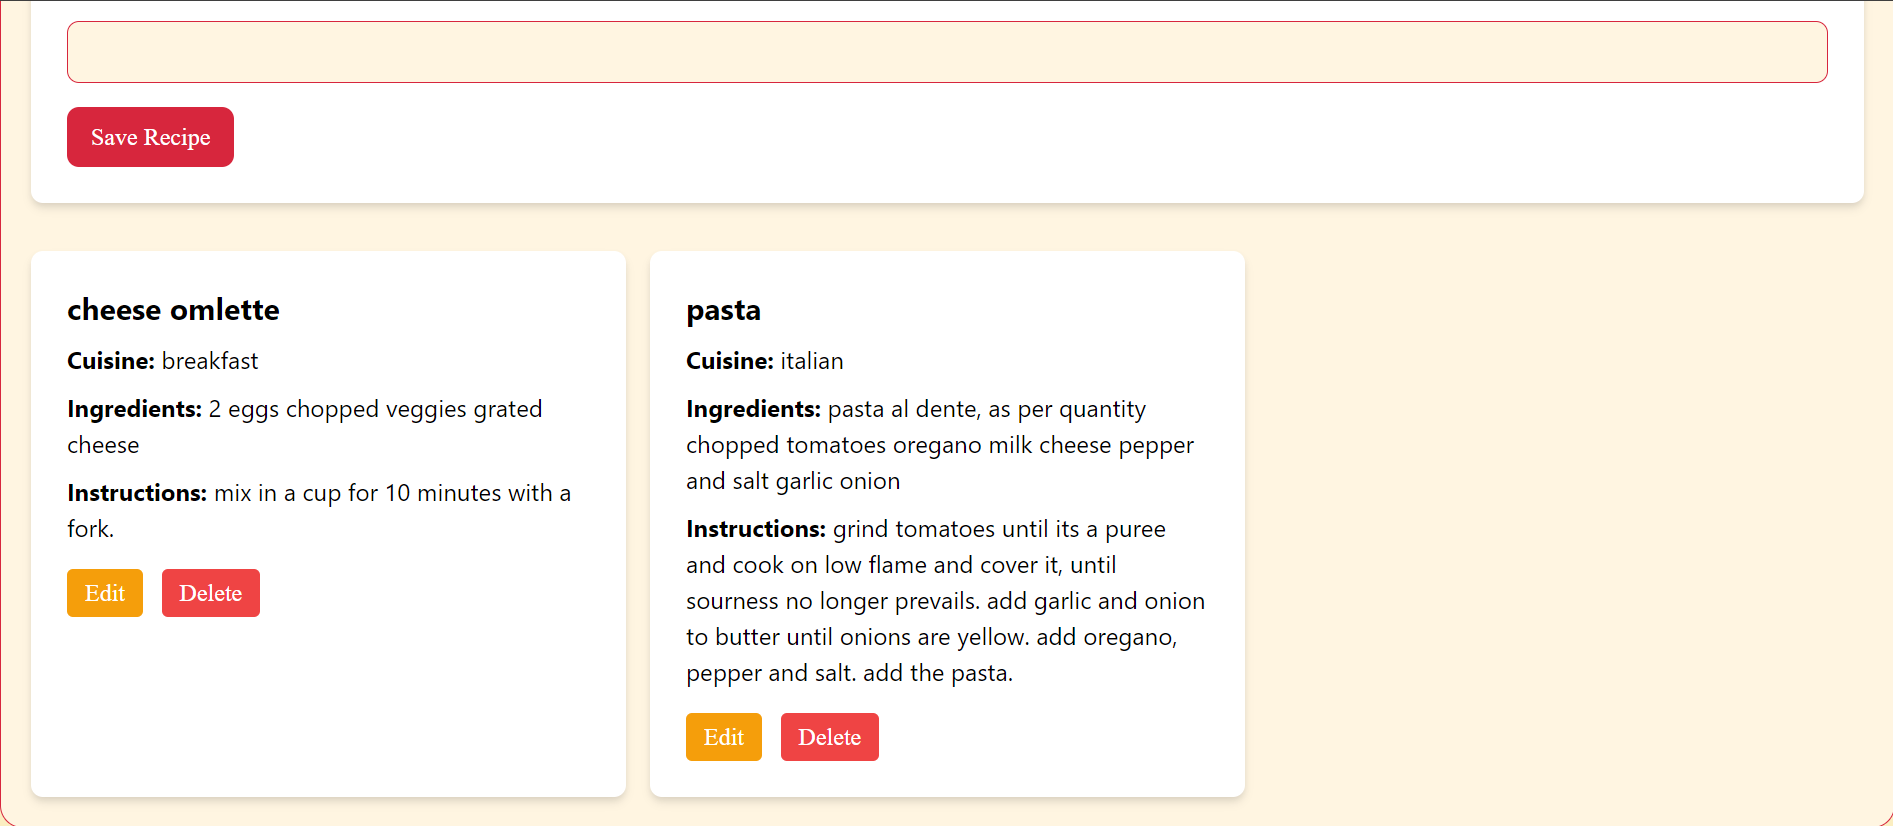 Save Recipe
cheese omlette
Cuisine: breakfast
Ingredients: 2 eggs chopped veggies grated
cheese
Instructions: mix in a cup for 10 minutes with a
fork.
Edit Delete
pasta
Cuisine: italian
Ingredients: pasta al dente, as per quantity
chopped tomatoes oregano milk cheese pepper
and salt garlic onion
Instructions: grind tomatoes until its a puree
and cook on low flame and cover it, until
sourness no longer prevails. add garlic and onion
to butter until onions are yellow. add oregano,
pepper and salt. add the pasta.
Edit Delete